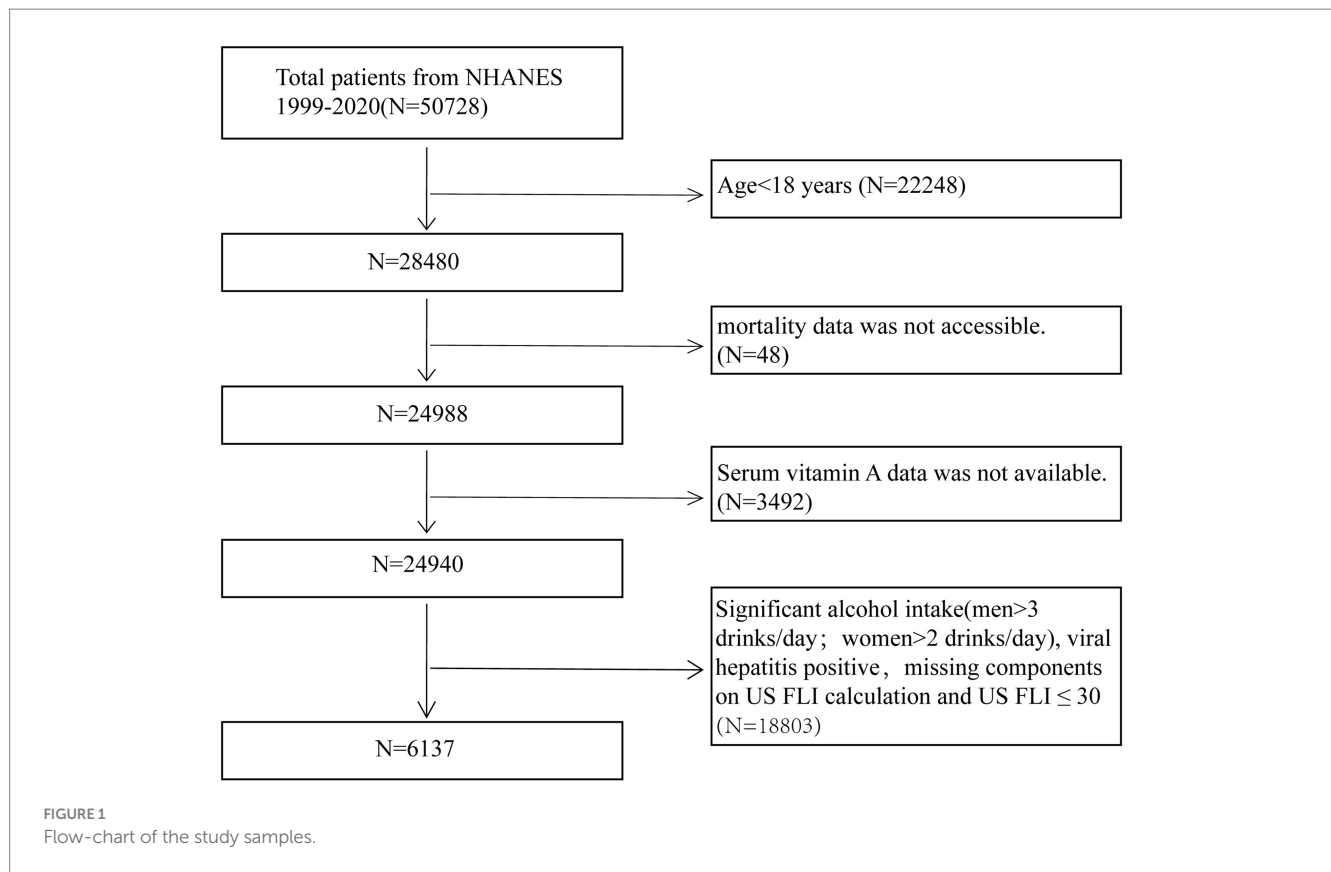 Total patients from NHANES
1999-2020(N=50728)
Age<18 years (N=22248)
N=28480
mortality data was not accessible.
(N=48)
N=24988
Serum vitamin A data was not available.
(N=3492)
N=24940
Significant alcohol intake(men>3
drinks/day；women>2 drinks/day), viral
hepatitis positive，missing components
on US FLI calculation and US FLI ≤ 30
(N=18803)
N=6137
FIGURE 1
Flow-chart of the study samples.